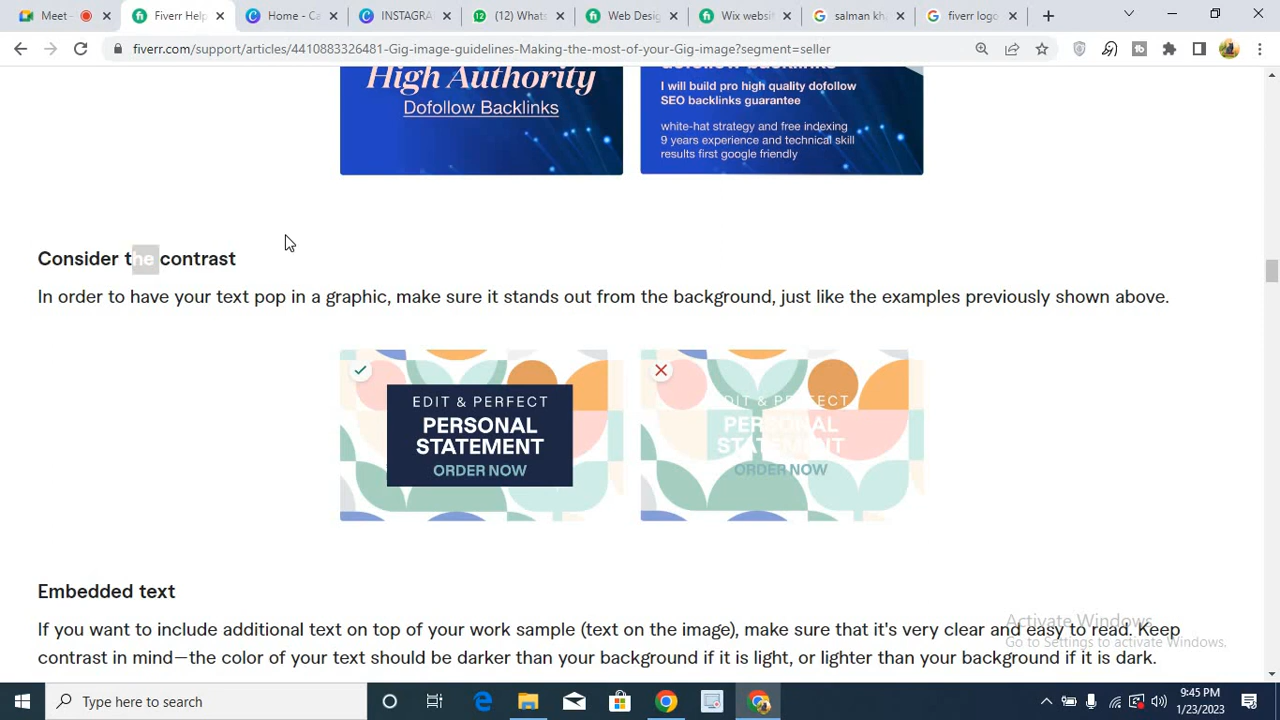 Meet -
Fiverr Help
Home - Ca
INSTAGRA
(12) Whats
Web Desig
Wix websit
salman kh
fiverr logo
fiverr.com/support/articles/4410883326481-Gig-image-guidelines-Making-the-most-of-your-Gig-image?segment=seller
High Authority
Dofollow Backlinks
dofollow backlinks
I will build pro high quality dofollow
SEO backlinks guarantee
white-hat strategy and free indexing
9 years experience and technical skill
results first google friendly
Consider the contrast
In order to have your text pop in a graphic, make sure it stands out from the background, just like the examples previously shown above.
EDIT & PERFECT
PERSONAL
STATEMENT
ORDER NOW
EDIT & PERFECT
PERSONAL
STATEMENT
ORDER NOW
Embedded text
If you want to include additional text on top of your work sample (text on the image), make sure that it's very clear and easy to read. Keep
contrast in mind—the color of your text should be darker than your background if it is light, or lighter than your background if it is dark.
Activate Windows
Go to Settings to activate Windows.
Type here to search
9:45 PM
1/23/2023